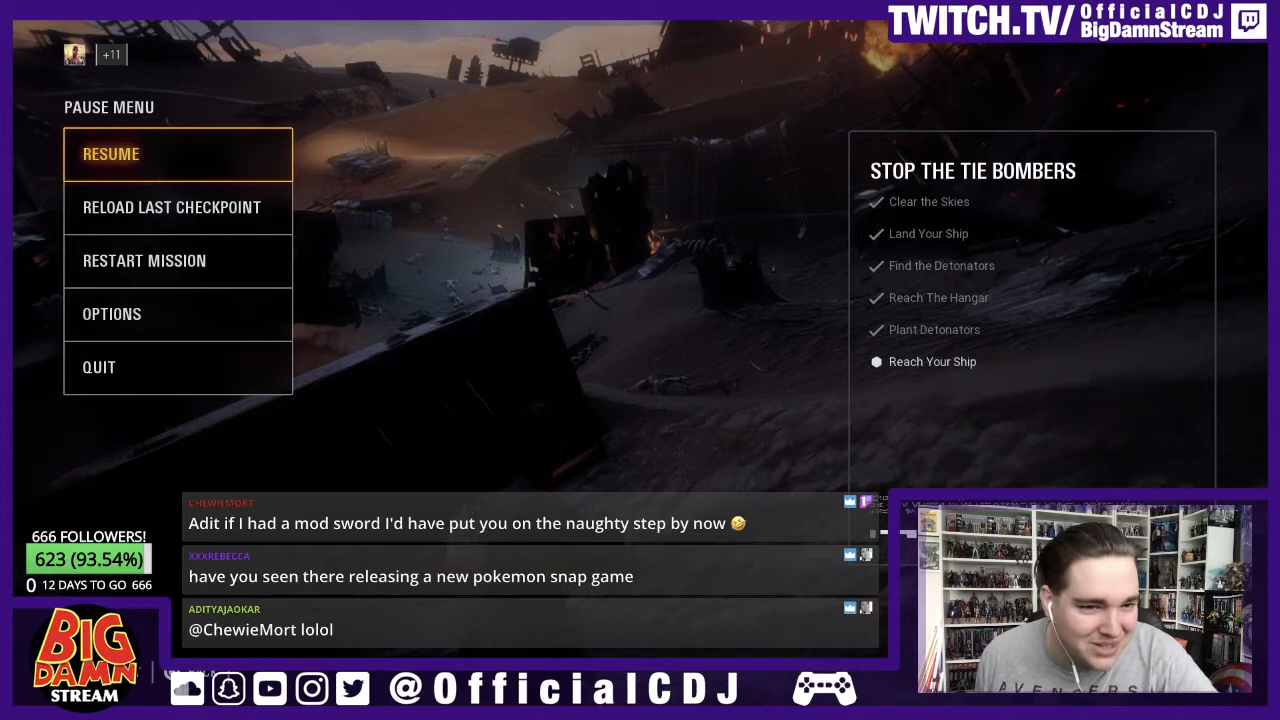 TWITCH.TV/ OfficialCDJ
BigDamnStream
+11
PAUSE MENU
RESUME
RELOAD LAST CHECKPOINT
RESTART MISSION
OPTIONS
QUIT
STOP THE TIE BOMBERS
Clear the Skies
Land Your Ship
Find the Detonators
Reach The Hangar
Plant Detonators
Reach Your Ship
CHEWIEMORT
Adit if I had a mod sword I'd have put you on the naughty step by now 🤣
XXXREBECCA
have you seen there releasing a new pokemon snap game
ADITYAJAOKAR
@ChewieMort lolol
666 FOLLOWERS!
623 (93.54%)
0 12 DAYS TO GO 666
BIG
DAMN
STREAM
@OfficialCDJ
AVENGERS